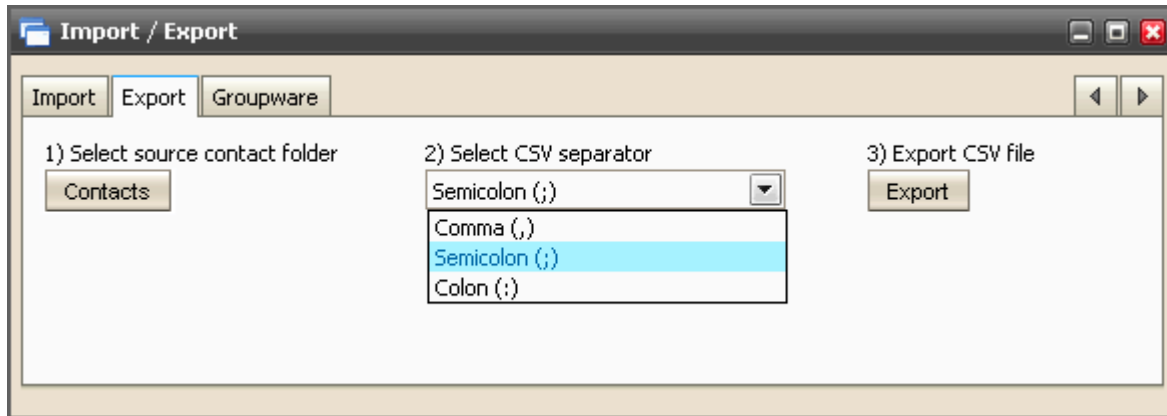 Import / Export
Import Export Groupware
1) Select source contact folder 2) Select CSV separator 3) Export CSV file
Contacts Semicolon (;) Export
Comma (,)
Semicolon (;)
Colon (:)